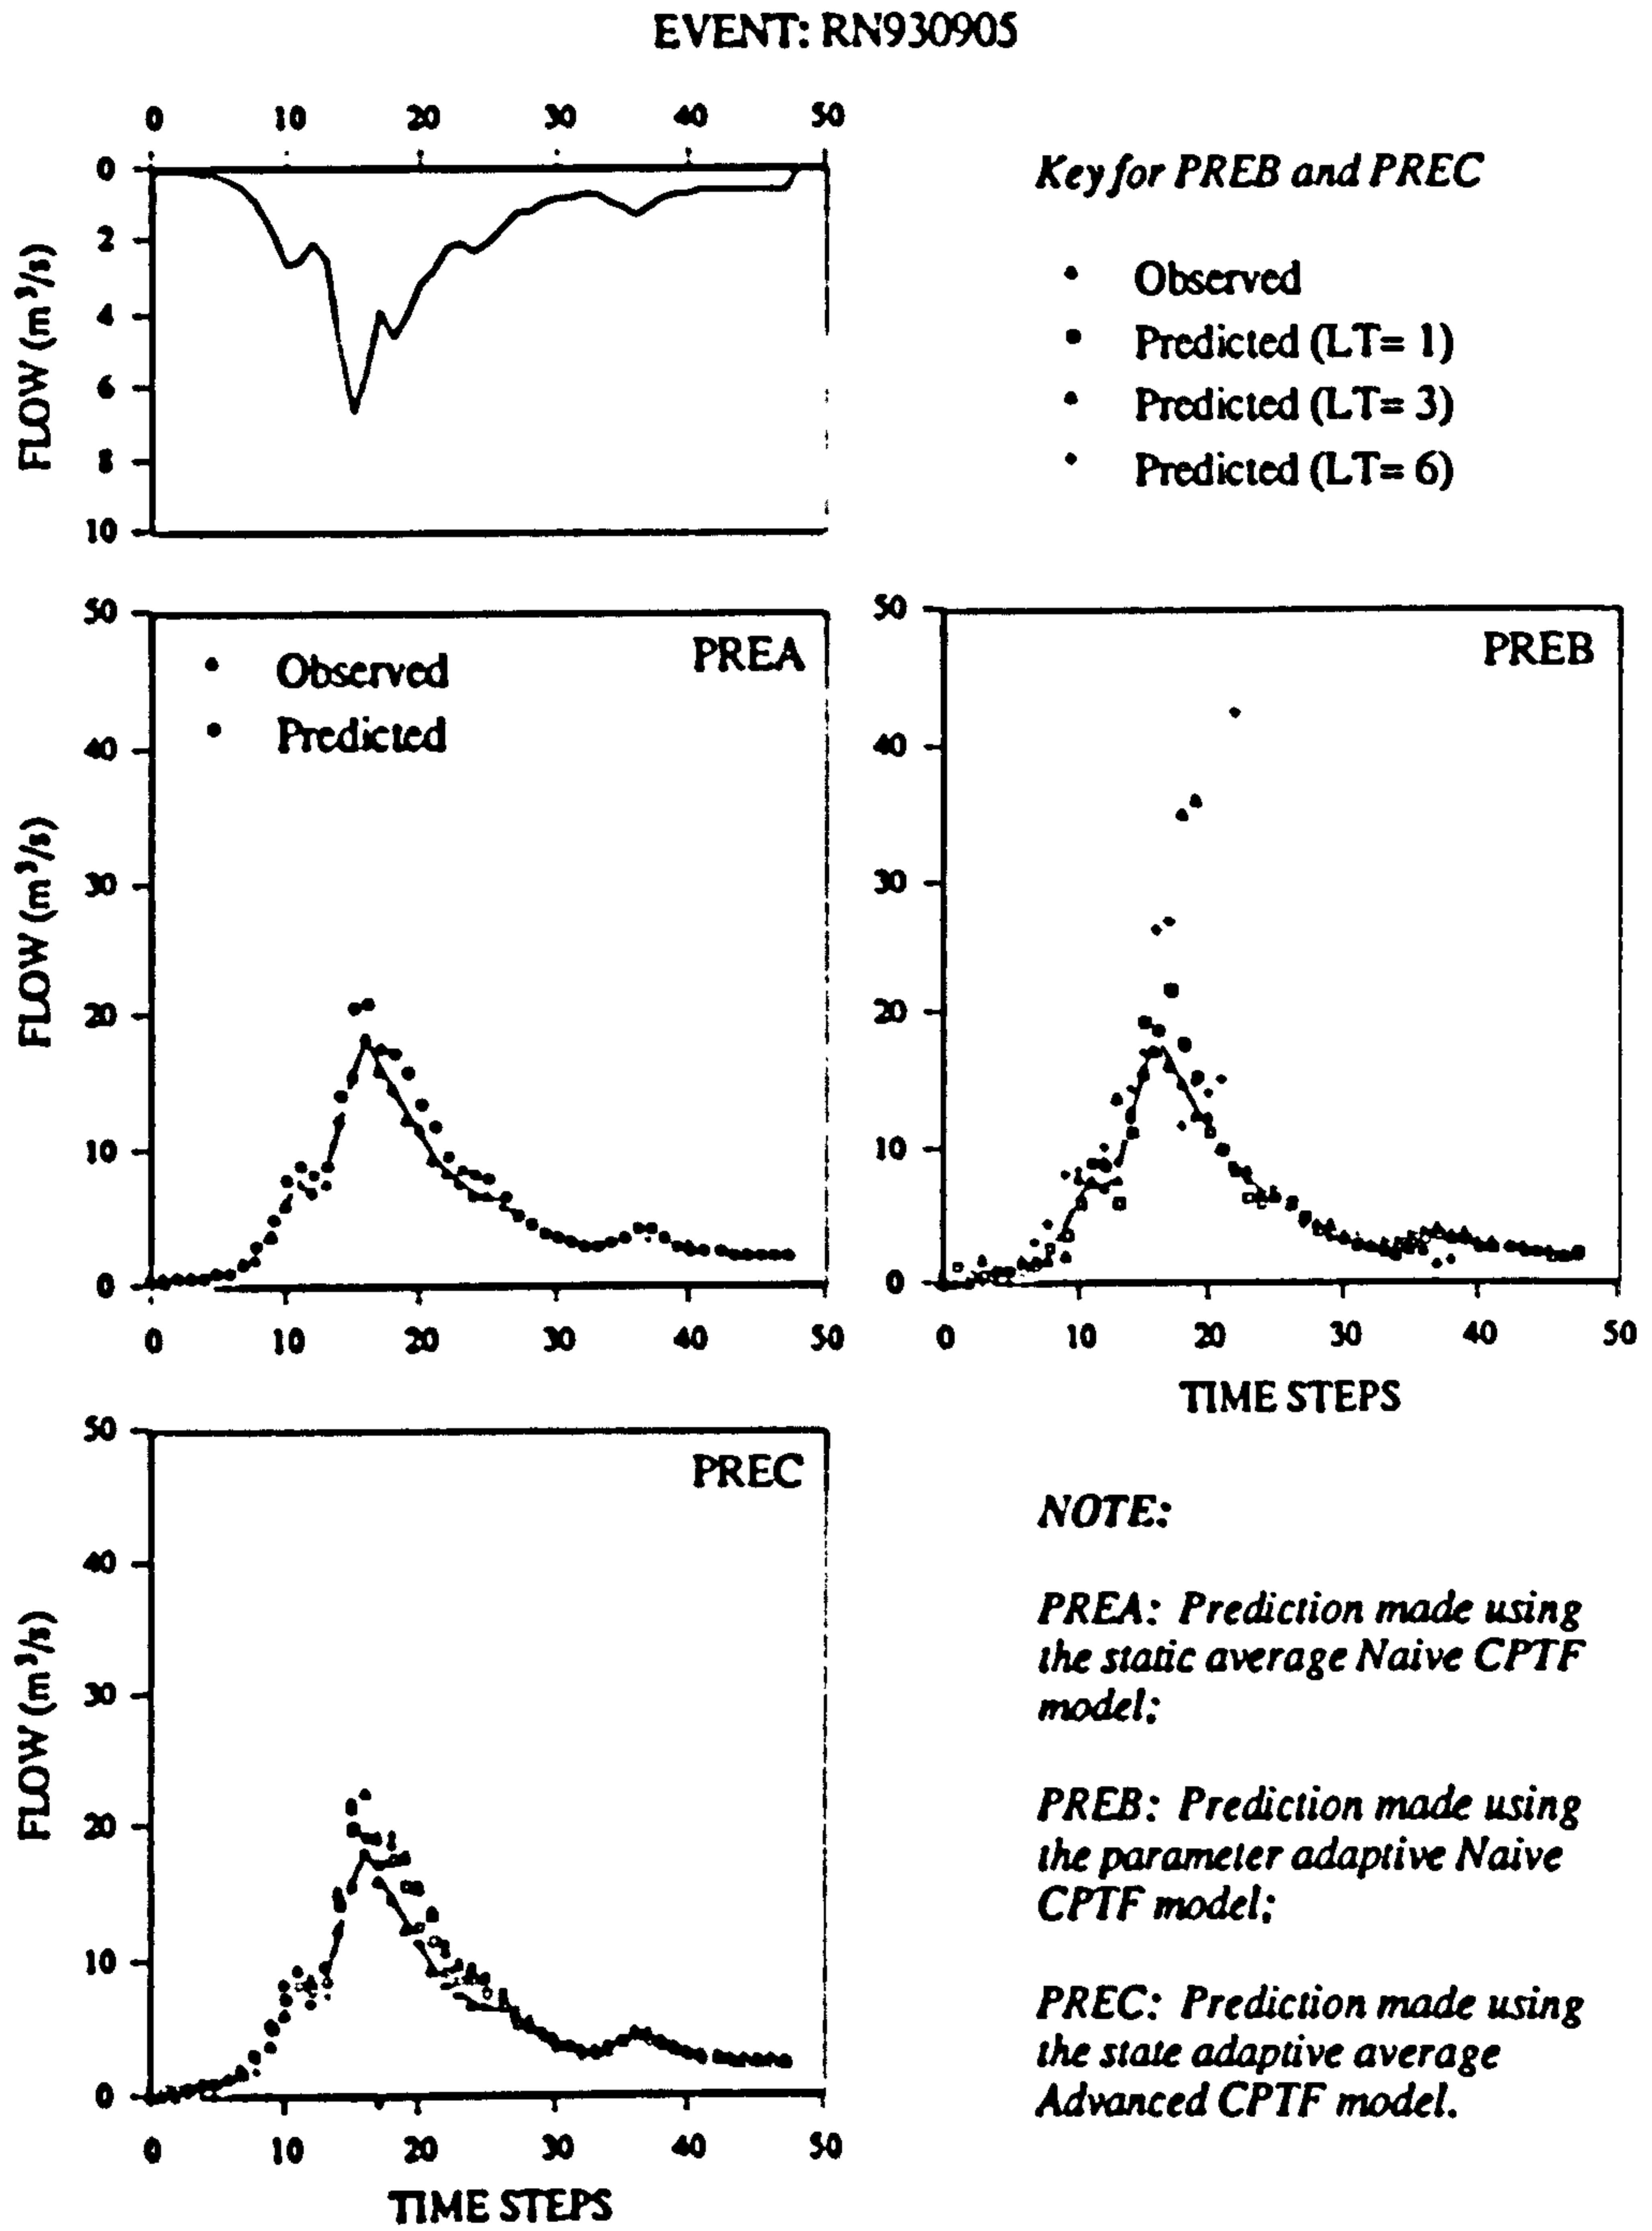 EVENT: RN930905
0 10 20 30 40 50
0
2
4
6
8
10
FLOW (m³/s)
Key for PREB and PREC
Observed
Predicted (LT= 1)
Predicted (LT= 3)
Predicted (LT= 6)
50
40
30
20
10
0
FLOW (m³/s)
PREA
Observed
Predicted
0 10 20 30 40 50
50
40
30
20
10
0
PREB
0 10 20 30 40 50
TIME STEPS
50
40
30
20
10
0
FLOW (m³/s)
PREC
0 10 20 30 40 50
TIME STEPS
NOTE:
PREA: Prediction made using
the static average Naive CPTF
model;
PREB: Prediction made using
the parameter adaptive Naive
CPTF model;
PREC: Prediction made using
the state adaptive average
Advanced CPTF model.